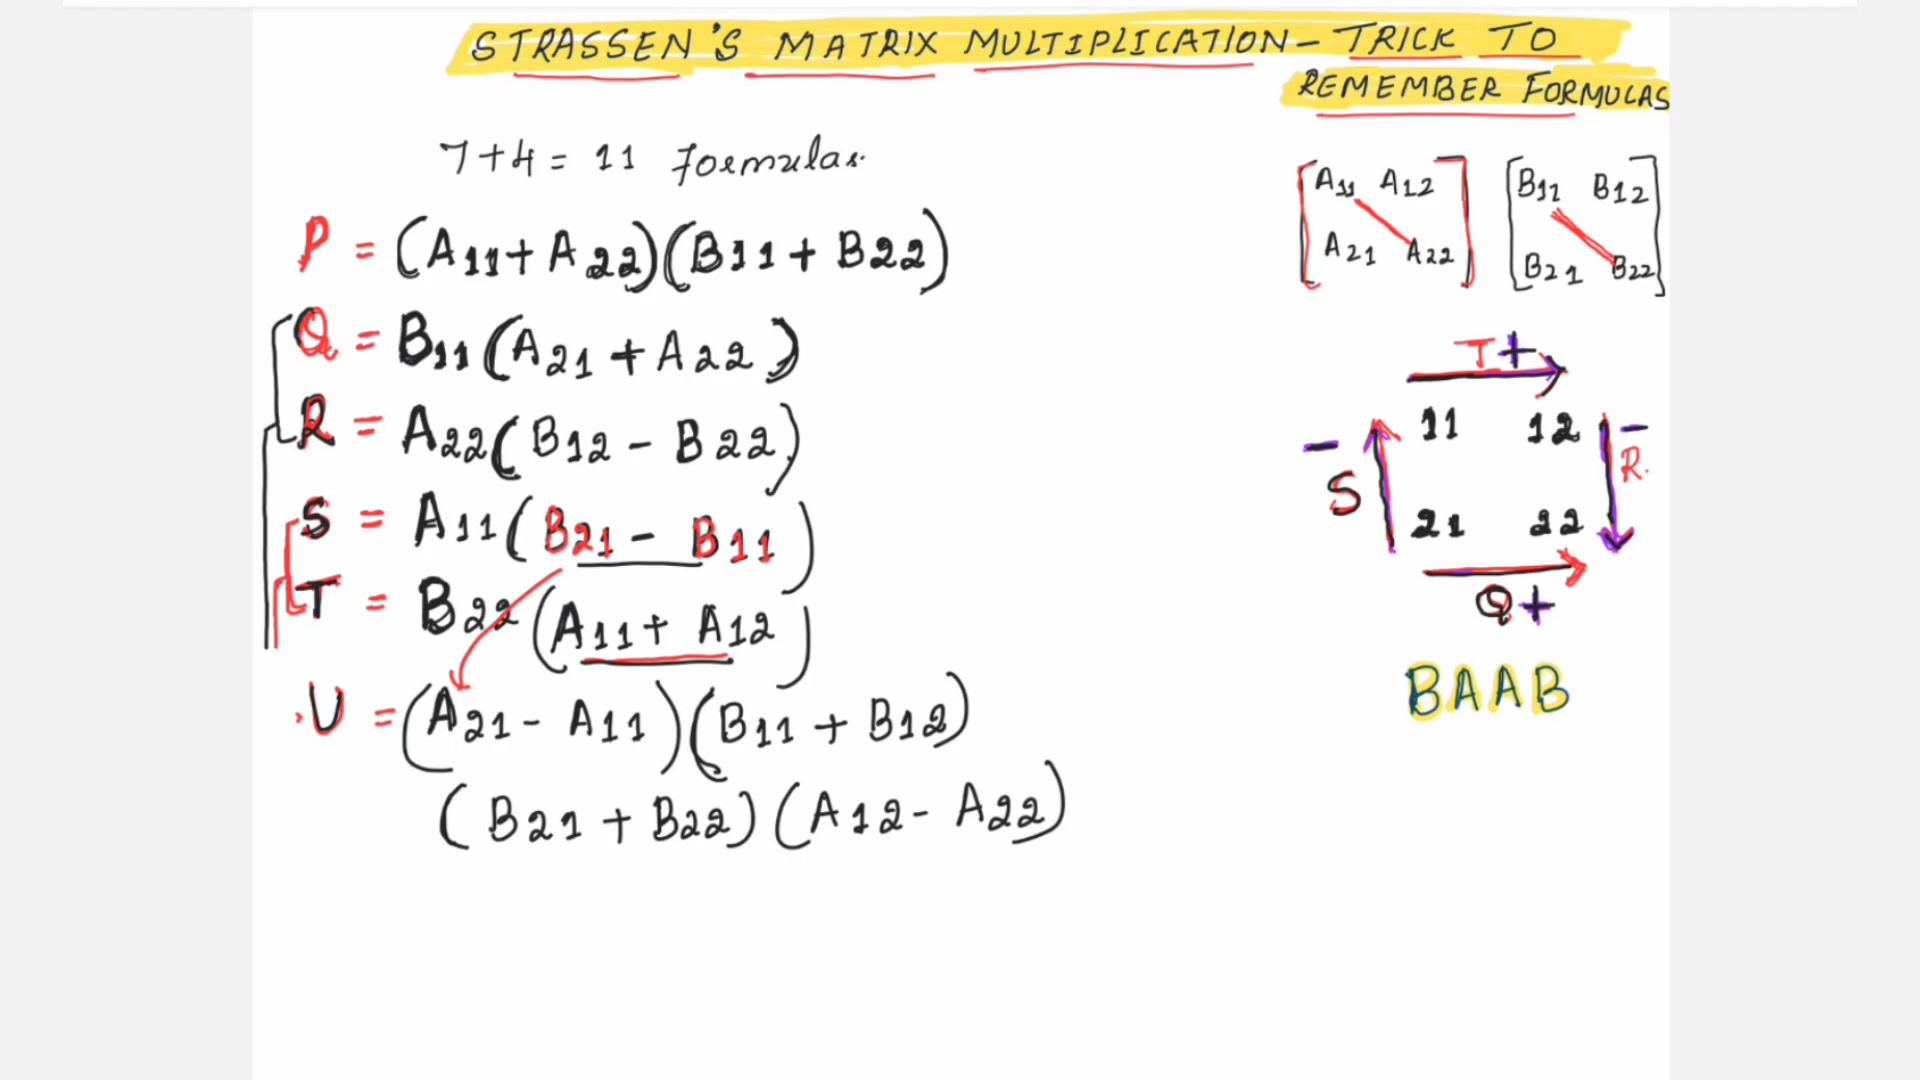 STRASSEN'S MATRIX MULTIPLICATION - TRICK TO
REMEMBER FORMULAS
7+4 = 11 Formulas.
P = (A11 + A22)(B11 + B22)
Q = B11(A21 + A22)
R = A22(B12 - B22)
S = A11(B21 - B11)
T = B22(A11 + A12)
U = (A21 - A11)(B11 + B12)
(B21 + B22)(A12 - A22)
A11 A12
A21 A22
B12 B12
B21 B22
T +
11 12
- S
- R.
21 22
Q +
BAAB